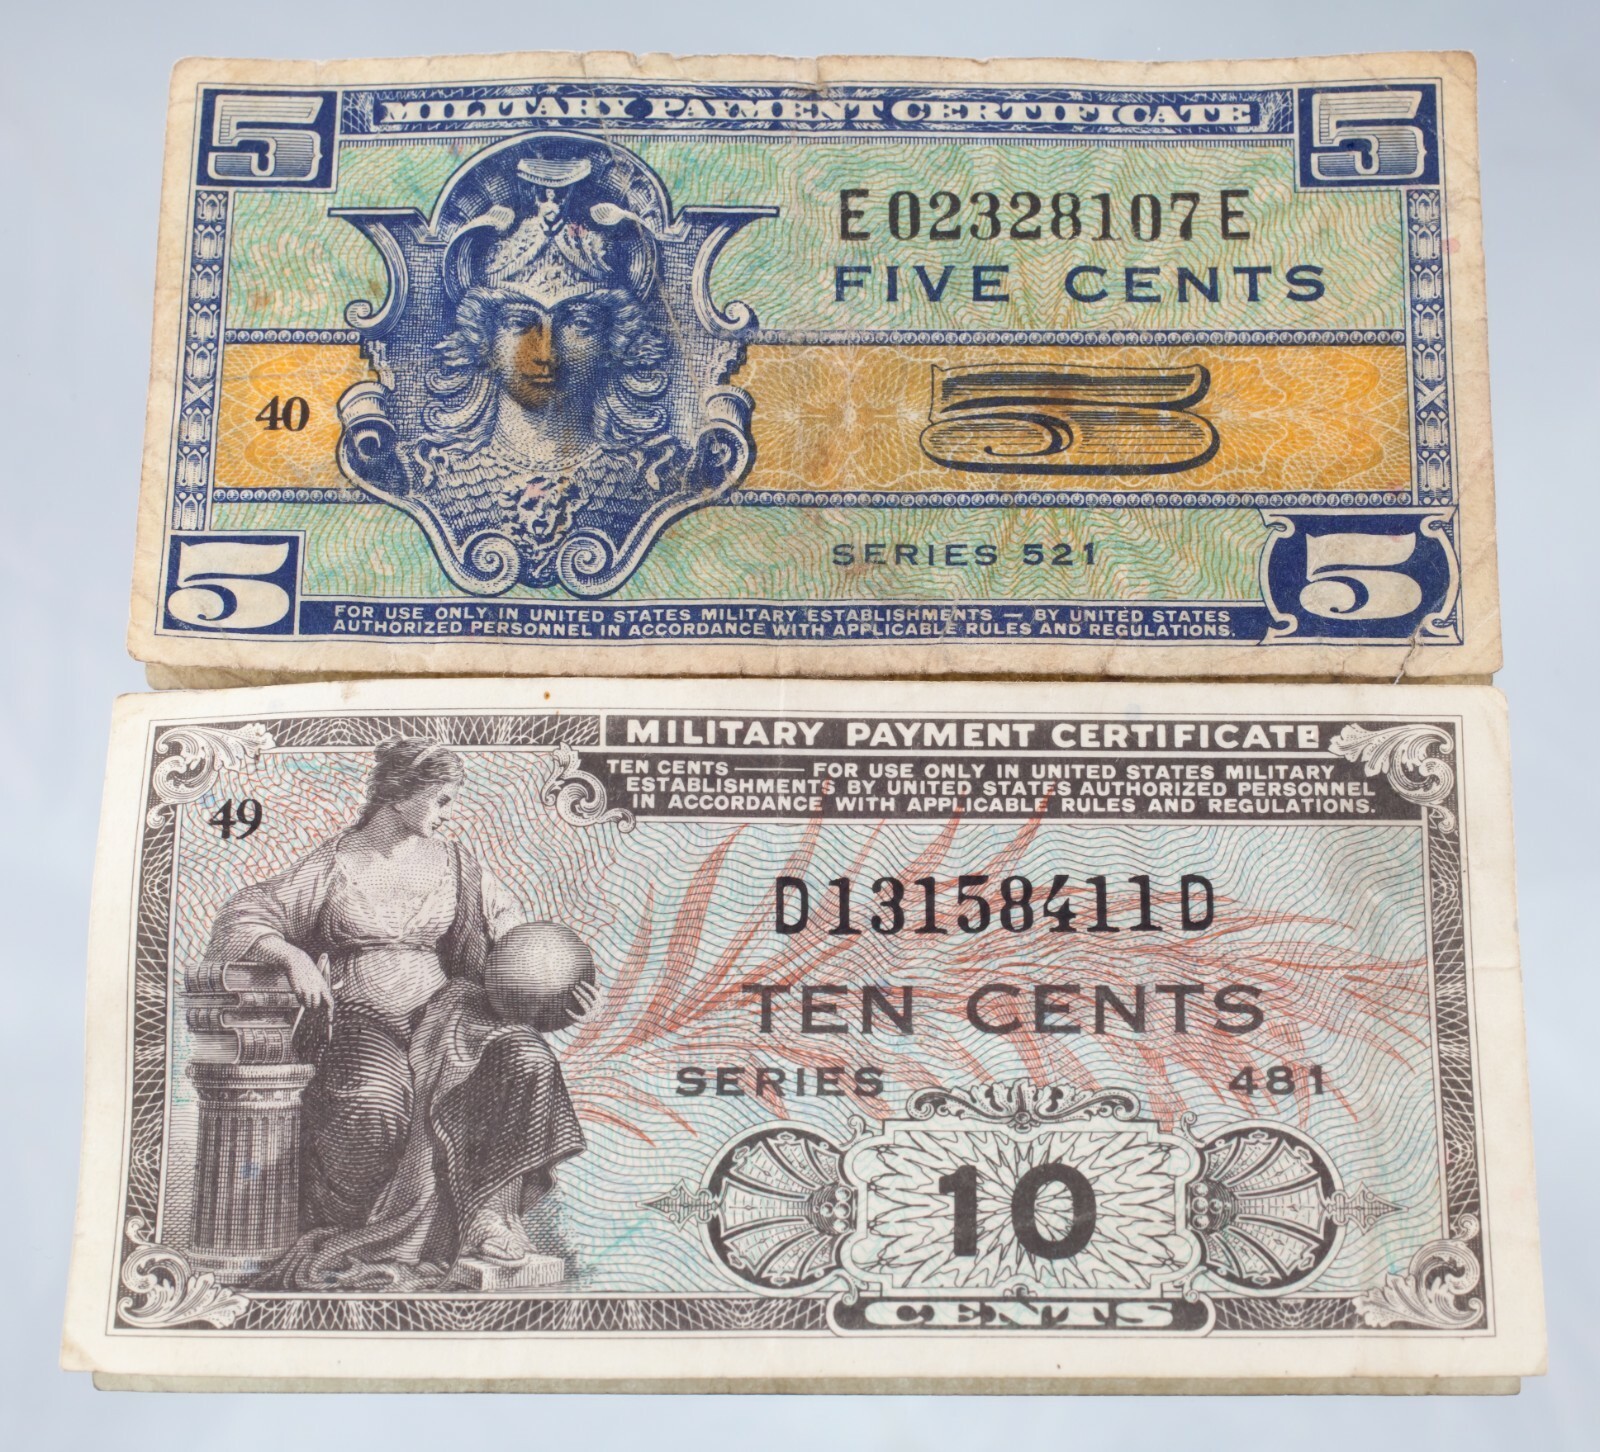 5 MILITARY PAYMENT CERTIFICATE 5
E02328107E
FIVE CENTS
40 5
SERIES 521
5 5
FOR USE ONLY IN UNITED STATES MILITARY ESTABLISHMENTS — BY UNITED STATES
AUTHORIZED PERSONNEL IN ACCORDANCE WITH APPLICABLE RULES AND REGULATIONS.
MILITARY PAYMENT CERTIFICATE
TEN CENTS — FOR USE ONLY IN UNITED STATES MILITARY
ESTABLISHMENTS BY UNITED STATES AUTHORIZED PERSONNEL
IN ACCORDANCE WITH APPLICABLE RULES AND REGULATIONS.
49
D13158411D
TEN CENTS
SERIES 481
10
CENTS